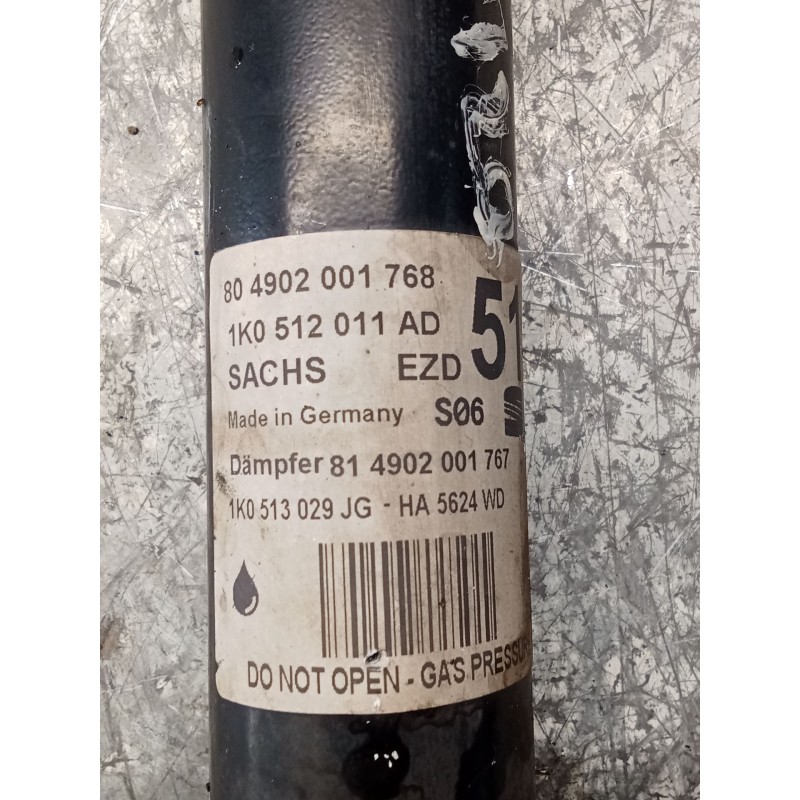 80 4902 001 768
1K0 512 011 AD
51
SACHS EZD
Made in Germany S06
Dämpfer 81 4902 001 767
1K0 513 029 JG - HA 5624 WD
DO NOT OPEN - GAS PRESSUR